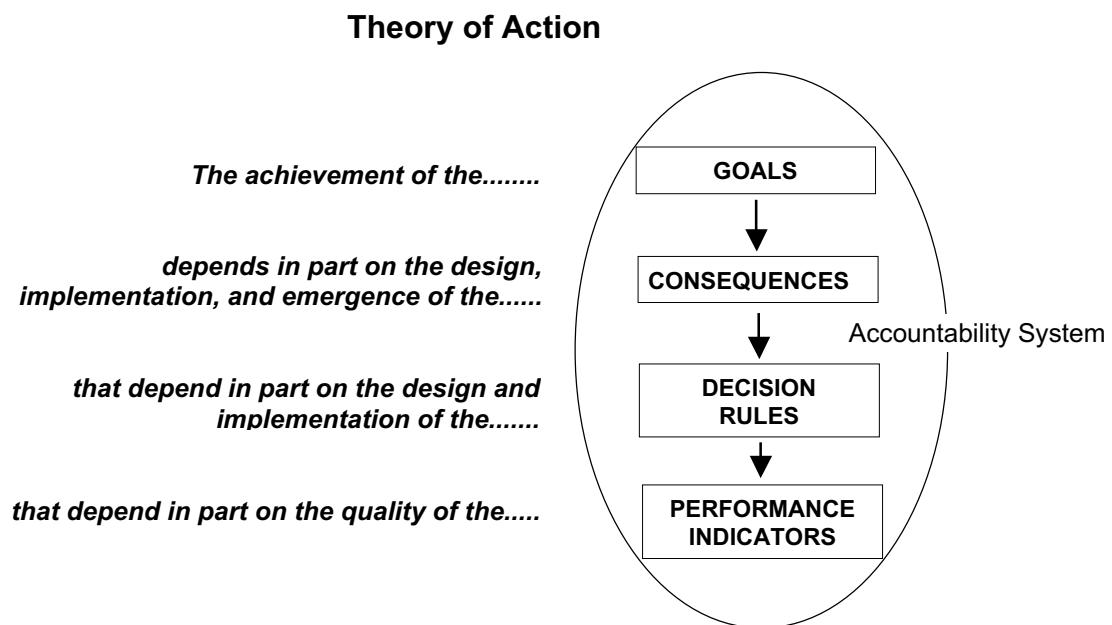 Theory of Action
The achievement of the........
GOALS
depends in part on the design,
implementation, and emergence of the......
CONSEQUENCES
Accountability System
that depend in part on the design and
implementation of the.......
DECISION
RULES
that depend in part on the quality of the.....
PERFORMANCE
INDICATORS